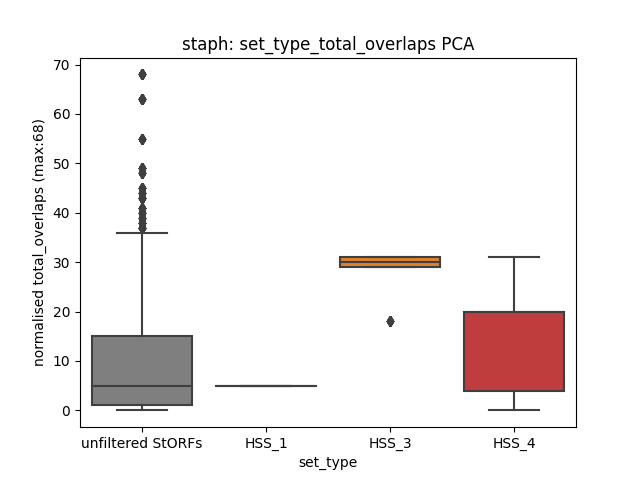 staph: set_type_total_overlaps PCA
normalised total_overlaps (max:68)
70
60
50
40
30
20
10
0
unfiltered StORFs HSS_1 HSS_3 HSS_4
set_type